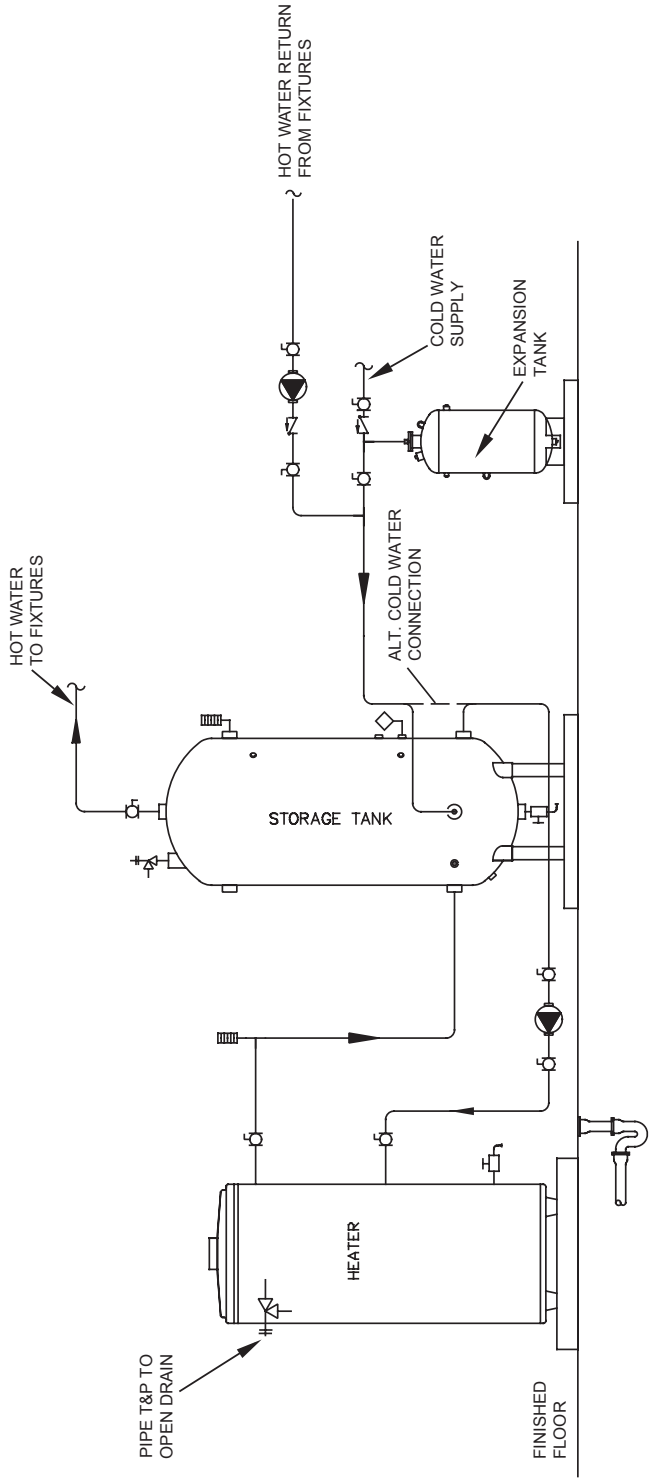 PIPE T&P TO
OPEN DRAIN
HEATER
FINISHED
FLOOR
HOT WATER
TO FIXTURES
STORAGE TANK
ALT. COLD WATER
CONNECTION
HOT WATER RETURN
FROM FIXTURES
COLD WATER
SUPPLY
EXPANSION
TANK